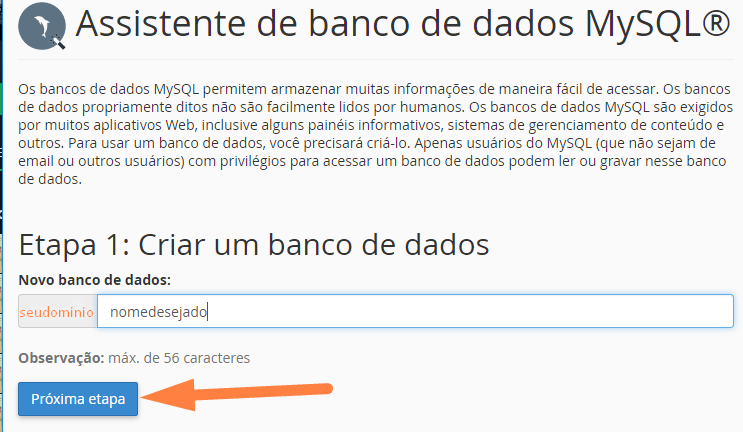 Assistente de banco de dados MySQL®
Os bancos de dados MySQL permitem armazenar muitas informações de maneira fácil de acessar. Os bancos
de dados propriamente ditos não são facilmente lidos por humanos. Os bancos de dados MySQL são exigidos
por muitos aplicativos Web, inclusive alguns painéis informativos, sistemas de gerenciamento de conteúdo e
outros. Para usar um banco de dados, você precisará criá-lo. Apenas usuários do MySQL (que não sejam de
email ou outros usuários) com privilégios para acessar um banco de dados podem ler ou gravar nesse banco
de dados.
Etapa 1: Criar um banco de dados
Novo banco de dados:
seudominio nomedesejado
Observação: máx. de 56 caracteres
Próxima etapa